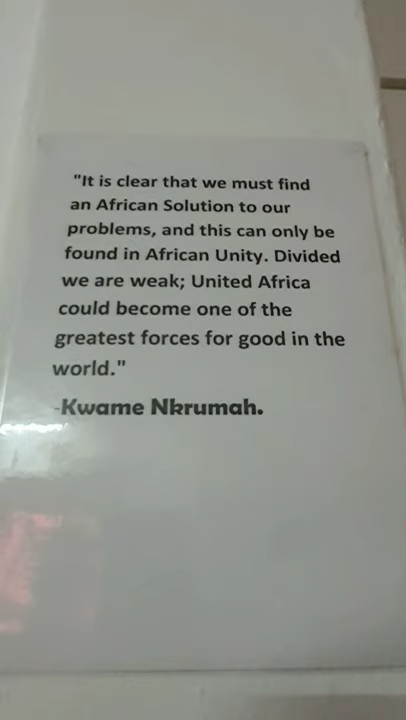 "It is clear that we must find
an African Solution to our
problems, and this can only be
found in African Unity. Divided
we are weak; United Africa
could become one of the
greatest forces for good in the
world."
-Kwame Nkrumah.